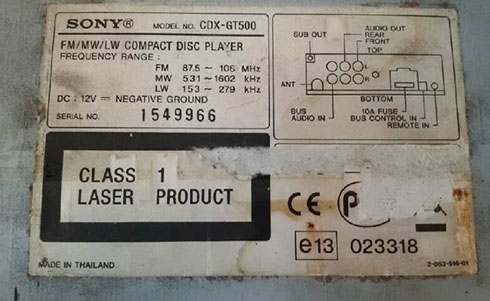 SONY® MODEL NO. CDX-GT500
FM/MW/LW COMPACT DISC PLAYER
FREQUENCY RANGE :
FM 87.5 ~ 108 MHz
MW 531 ~ 1602 kHz
LW 153 ~ 279 kHz
DC : 12V ⎓ NEGATIVE GROUND
SERIAL NO. 1549966
SUB OUT
AUDIO OUT
REAR
FRONT
TOP
L
R
ANT
BOTTOM
BUS
AUDIO IN
10A FUSE
BUS CONTROL IN
REMOTE IN
CLASS 1
LASER PRODUCT
CE
e13 023318
MADE IN THAILAND